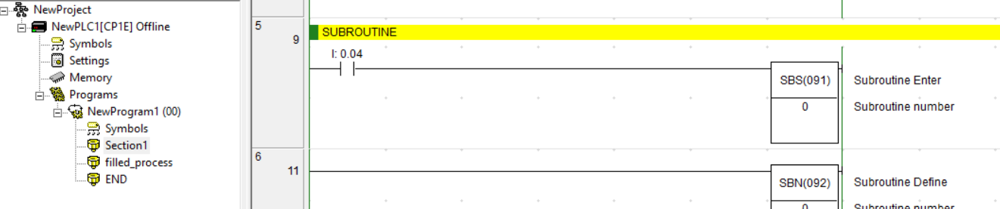 NewProject
NewPLC1[CP1E] Offline
Symbols
Settings
Memory
Programs
NewProgram1 (00)
Symbols
Section1
filled_process
END
5
9
SUBROUTINE
I: 0.04
SBS(091)
Subroutine Enter
0
Subroutine number
6
11
SBN(092)
Subroutine Define
0
Subroutine number